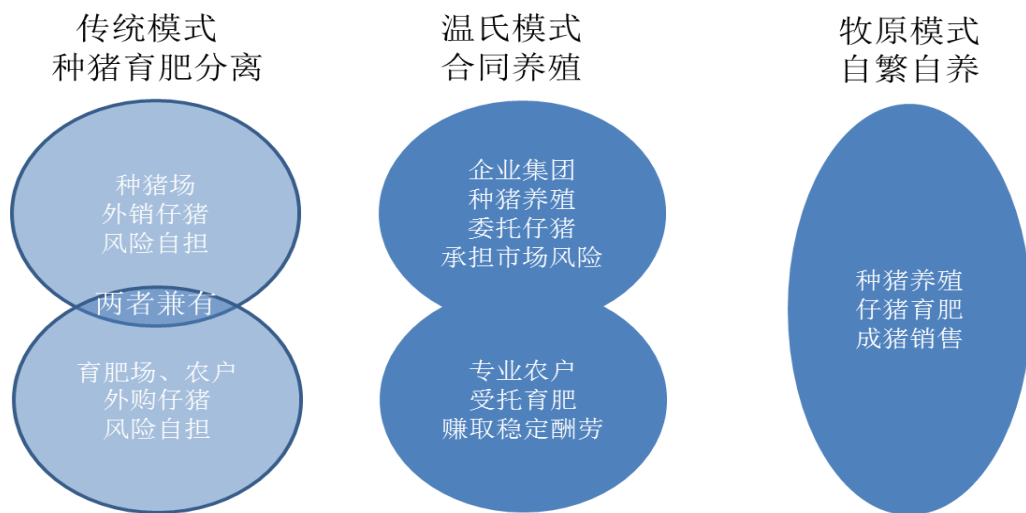 传统模式
种猪育肥分离
种猪场
外销仔猪
风险自担
两者兼有
育肥场、农户
外购仔猪
风险自担
温氏模式
合同养殖
企业集团
种猪养殖
委托仔猪
承担市场风险
专业农户
受托育肥
赚取稳定酬劳
牧原模式
自繁自养
种猪养殖
仔猪育肥
成猪销售